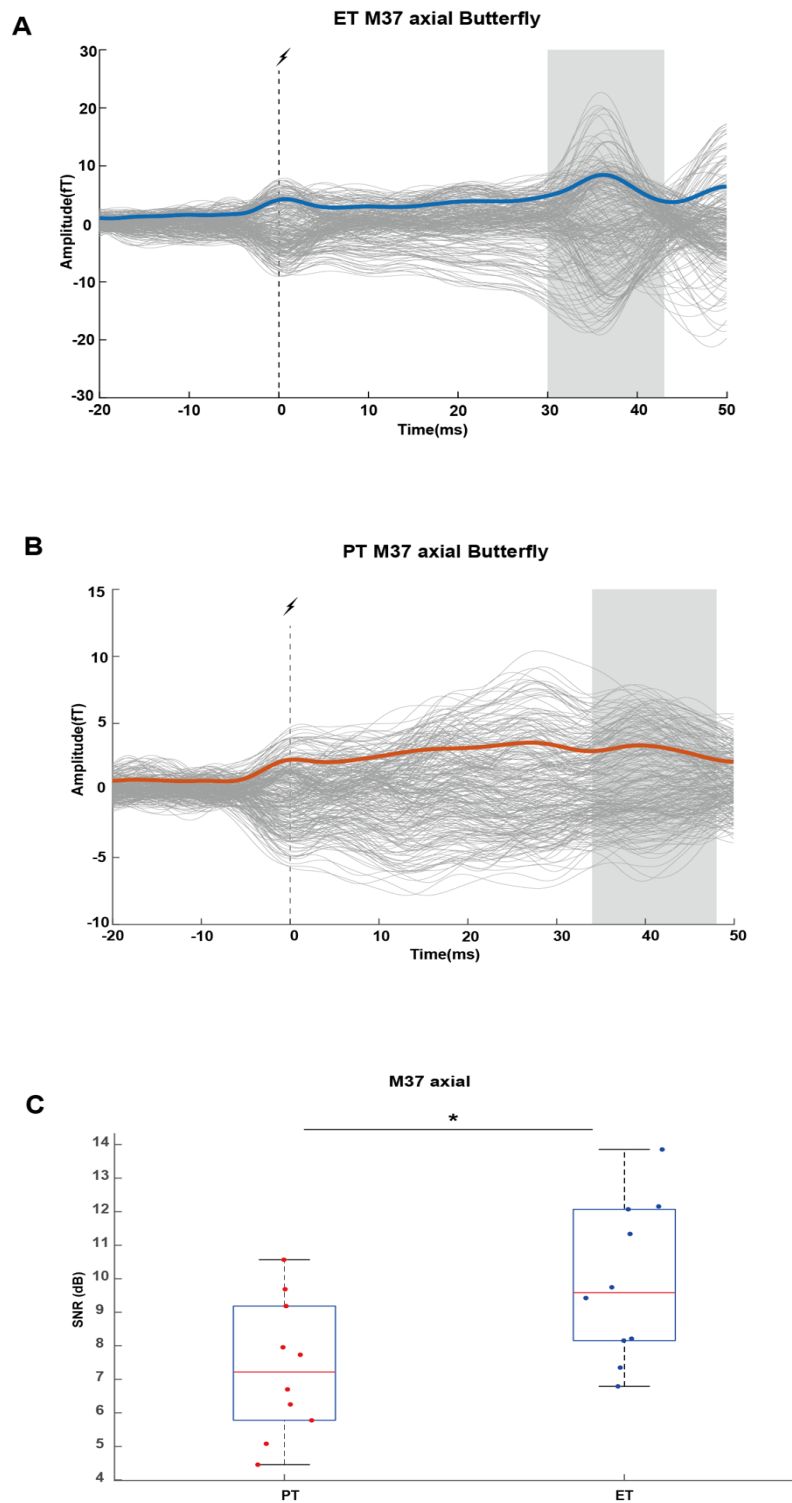 A
ET M37 axial Butterfly
30
20
10
0
-10
-20
-30
Amplitude(fT)
-20 -10 0 10 20 30 40 50
Time(ms)
B
PT M37 axial Butterfly
15
10
5
0
-5
-10
Amplitude(fT)
-20 -10 0 10 20 30 40 50
Time(ms)
M37 axial
C
*
14
13
12
11
10
9
8
7
6
5
4
SNR (dB)
PT ET